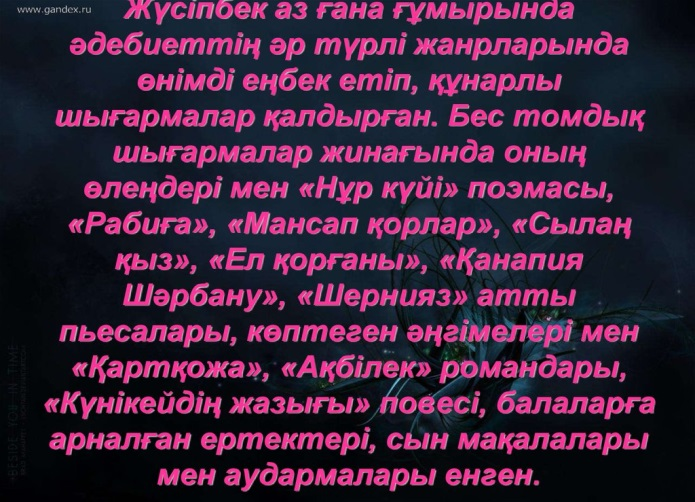 www.gandex.ru
Жүсіпбек аз ғана ғұмырында
әдебиеттің әр түрлі жанрларында
өнімді еңбек етіп, құнарлы
шығармалар қалдырған. Бес томдық
шығармалар жинағында оның
өлеңдері мен «Нұр күйі» поэмасы,
«Рабиға», «Мансап қорлар», «Сылаң
қыз», «Ел қорғаны», «Қанапия
Шәрбану», «Шернияз» атты
пьесалары, көптеген әңгімелері мен
«Қартқожа», «Ақбілек» романдары,
«Күнікейдің жазығы» повесі, балаларға
арналған ертектері, сын мақалалары
мен аудармалары енген.